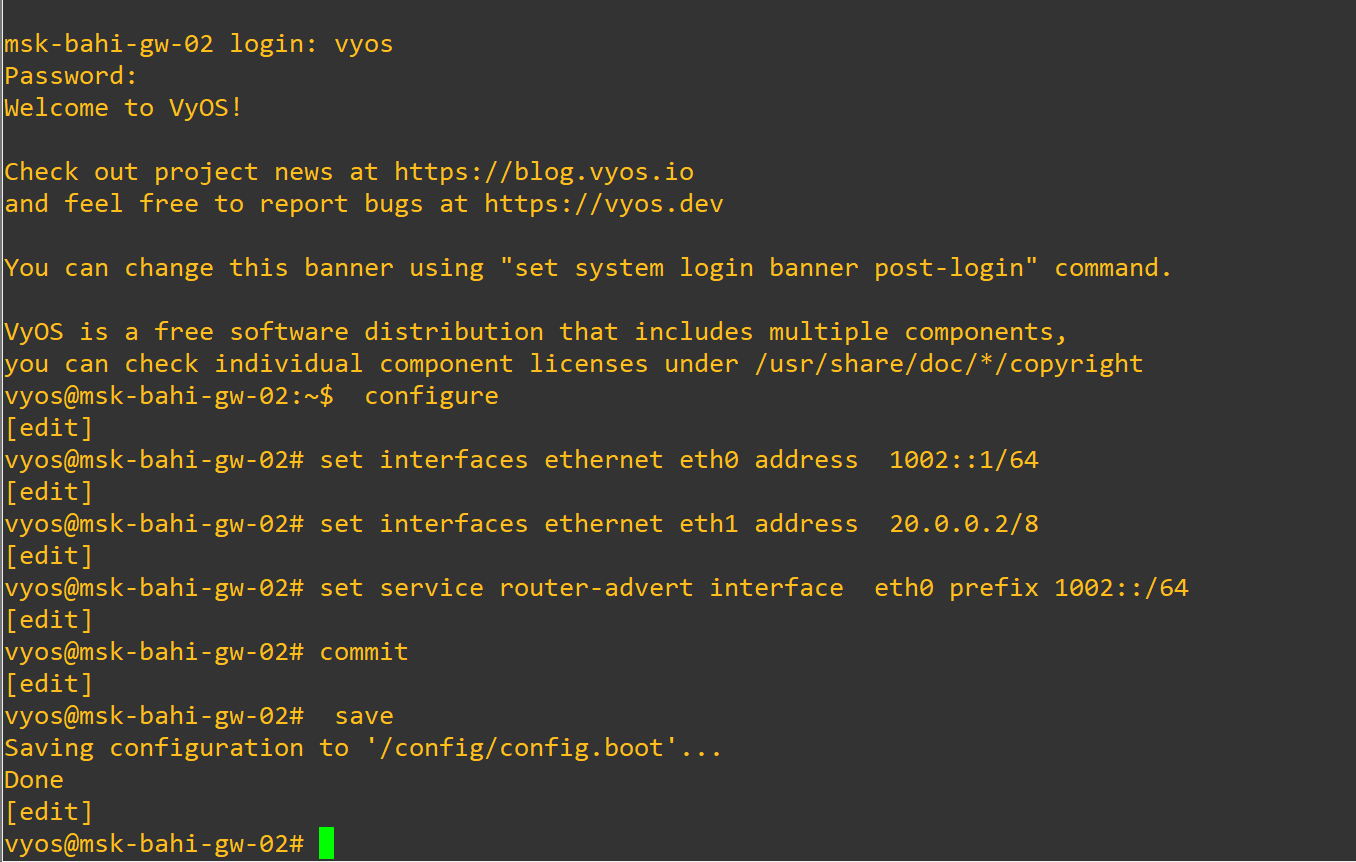 msk-bahi-gw-02 login: vyos
Password:
Welcome to VyOS!
Check out project news at https://blog.vyos.io
and feel free to report bugs at https://vyos.dev
You can change this banner using "set system login banner post-login" command.
VyOS is a free software distribution that includes multiple components,
you can check individual component licenses under /usr/share/doc/*/copyright
vyos@msk-bahi-gw-02:~$  configure
[edit]
vyos@msk-bahi-gw-02# set interfaces ethernet eth0 address  1002::1/64
[edit]
vyos@msk-bahi-gw-02# set interfaces ethernet eth1 address  20.0.0.2/8
[edit]
vyos@msk-bahi-gw-02# set service router-advert interface  eth0 prefix 1002::/64
[edit]
vyos@msk-bahi-gw-02# commit
[edit]
vyos@msk-bahi-gw-02#  save
Saving configuration to '/config/config.boot'...
Done
[edit]
vyos@msk-bahi-gw-02#